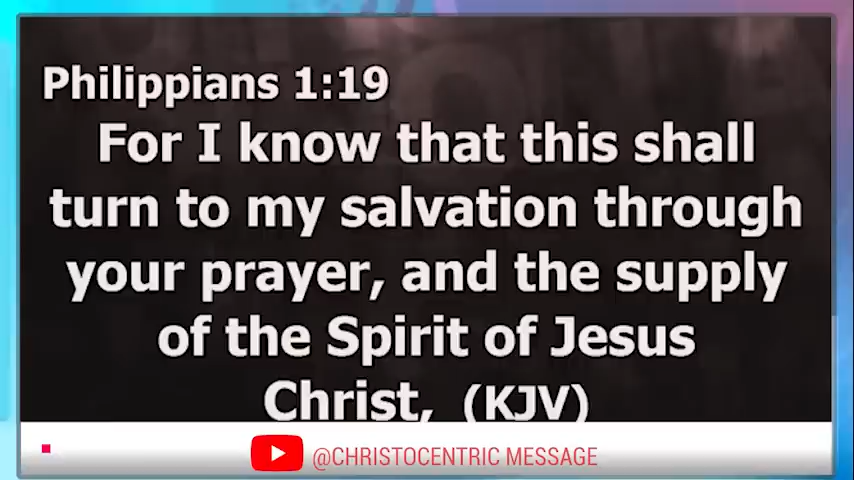 Philippians 1:19
For I know that this shall
turn to my salvation through
your prayer, and the supply
of the Spirit of Jesus
Christ, (KJV)
@CHRISTOCENTRIC MESSAGE